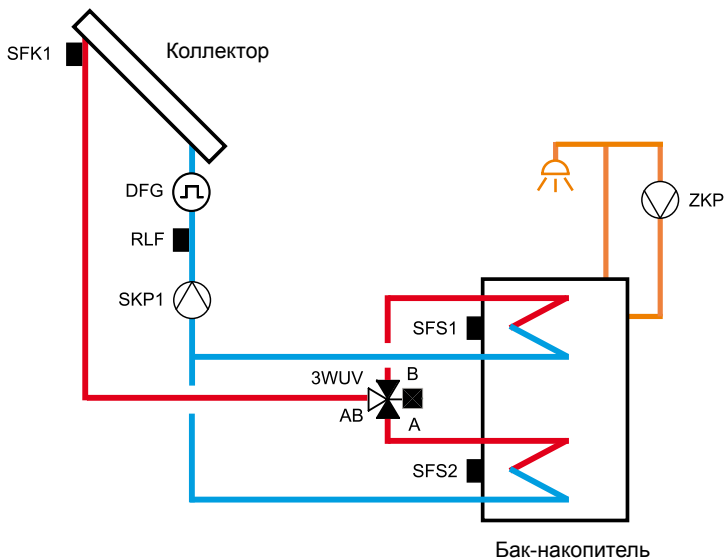 SFK1
Коллектор
DFG
ZKP
RLF
SKP1
SFS1
3WUV
B
AB
A
SFS2
Бак-накопитель